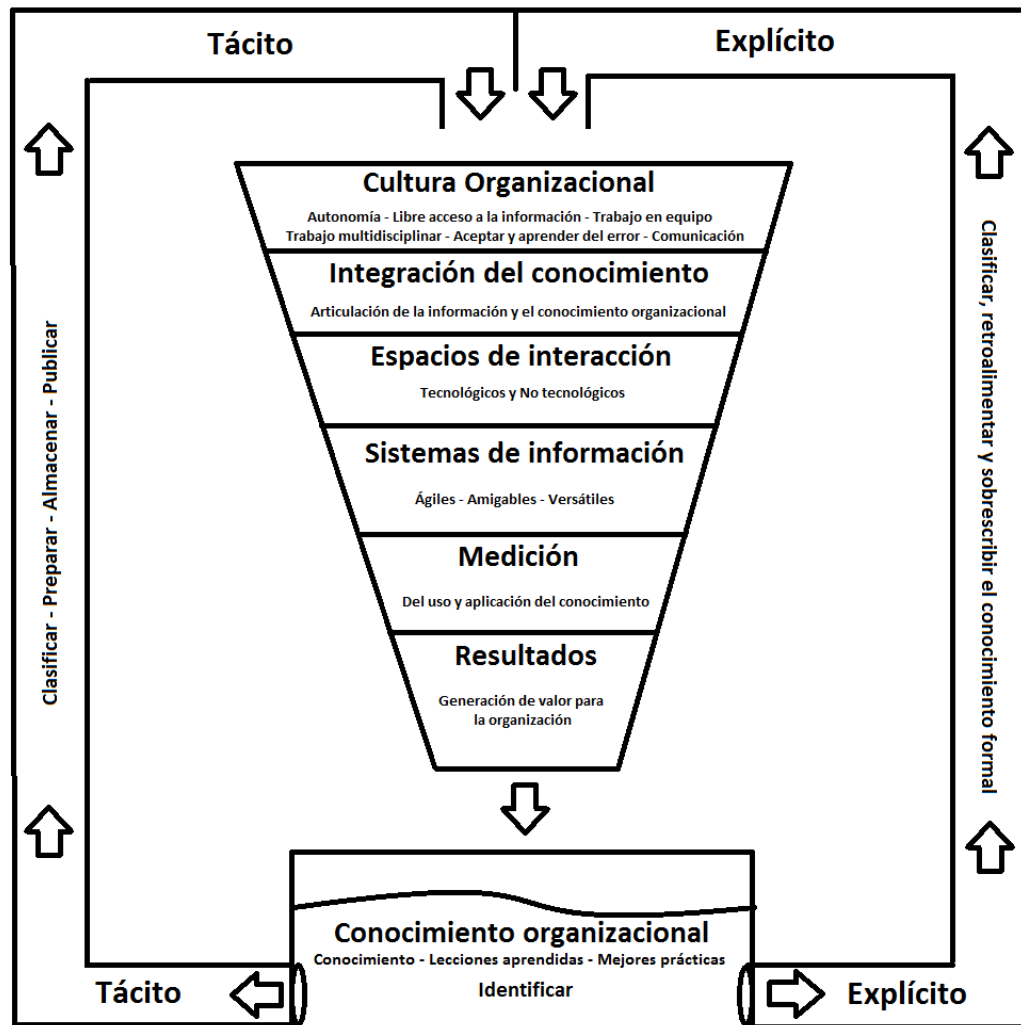 Tácito
Explícito
Cultura Organizacional
Autonomía - Libre acceso a la información - Trabajo en equipo
Trabajo multidisciplinar - Aceptar y aprender del error - Comunicación
Integración del conocimiento
Articulación de la información y el conocimiento organizacional
Espacios de interacción
Tecnológicos y No tecnológicos
Sistemas de información
Ágiles - Amigables - Versátiles
Medición
Del uso y aplicación del conocimiento
Resultados
Generación de valor para
la organización
Clasificar - Preparar - Almacenar - Publicar
Clasificar, retroalimentar y sobrescribir el conocimiento formal
Conocimiento organizacional
Conocimiento - Lecciones aprendidas - Mejores prácticas
Identificar
Tácito
Explícito